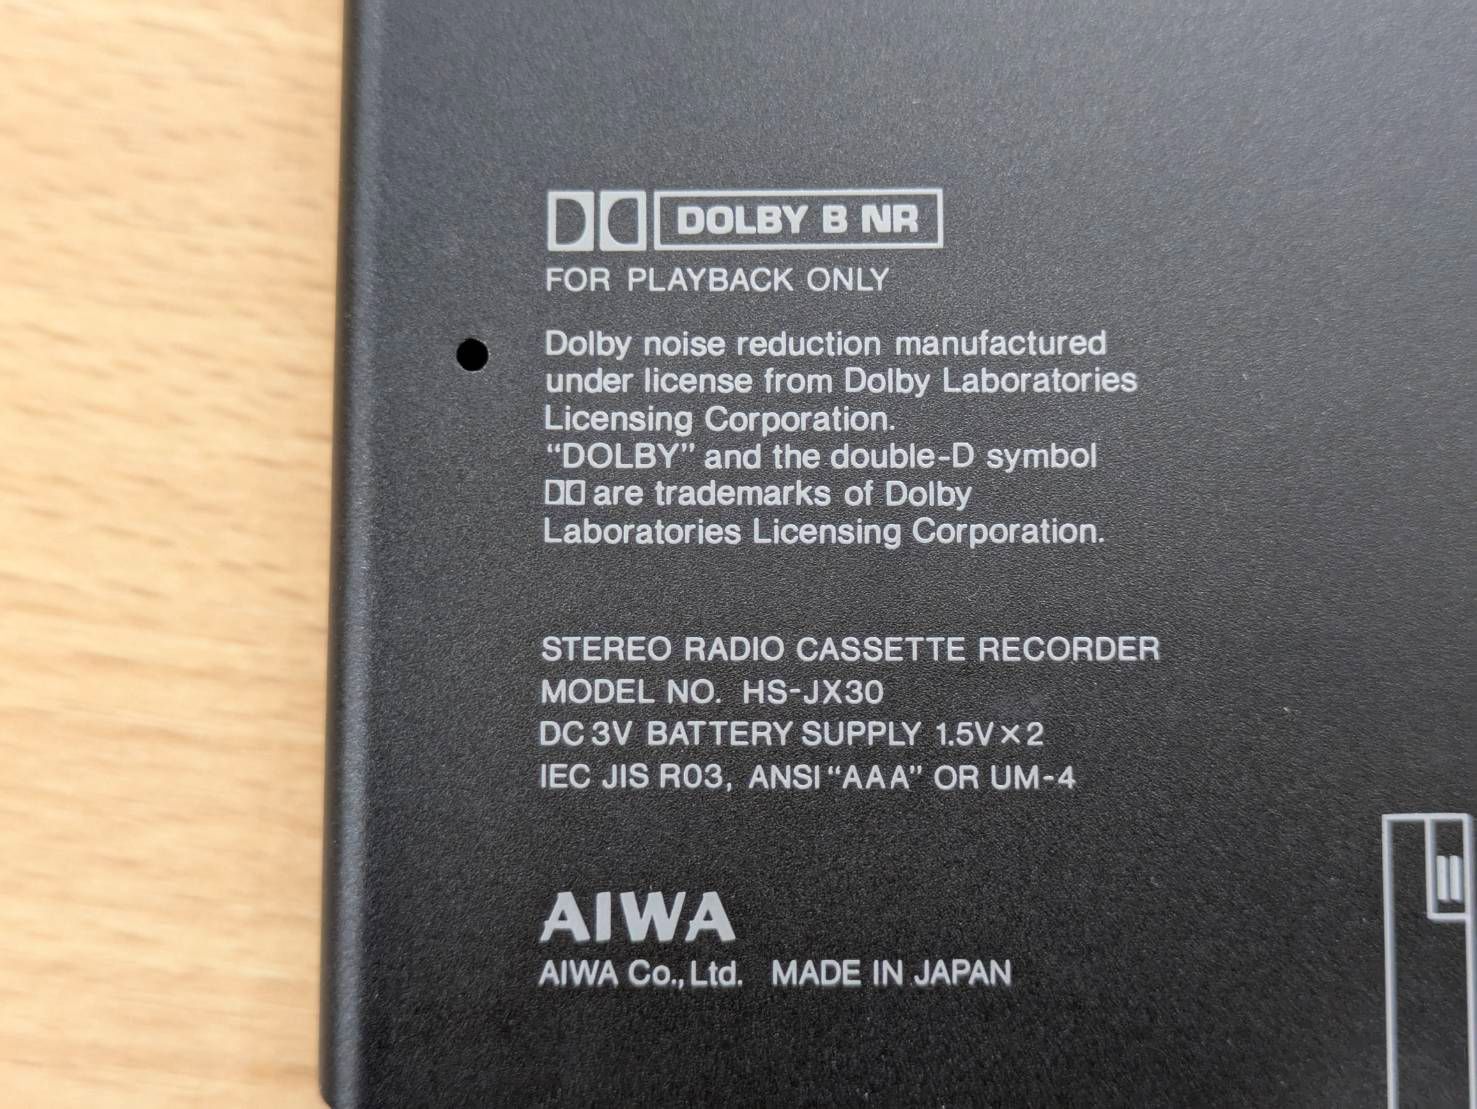 DOLBY B NR
FOR PLAYBACK ONLY
Dolby noise reduction manufactured
under license from Dolby Laboratories
Licensing Corporation.
“DOLBY” and the double-D symbol
are trademarks of Dolby
Laboratories Licensing Corporation.
STEREO RADIO CASSETTE RECORDER
MODEL NO. HS-JX30
DC 3V BATTERY SUPPLY 1.5V×2
IEC JIS R03, ANSI “AAA” OR UM-4
AIWA
AIWA Co., Ltd. MADE IN JAPAN